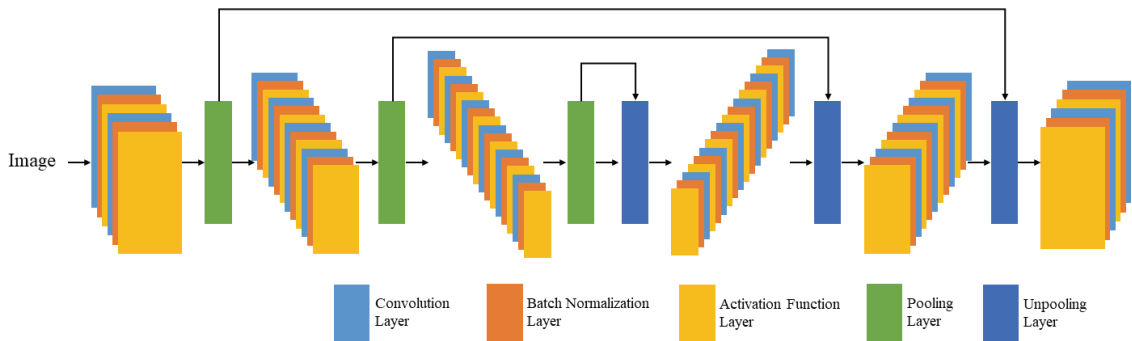 Image
Convolution
Layer
Batch Normalization
Layer
Activation Function
Layer
Pooling
Layer
Unpooling
Layer